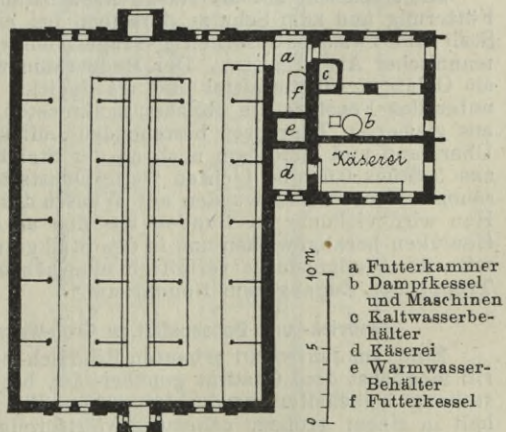 a
f
c
b
e
Käserei
d
10 m
5
0
a Futterkammer
b Dampfkessel
und Maschinen
c Kaltwasserbe-
hälter
d Käserei
e Warmwasser-
Behälter
f Futterkessel